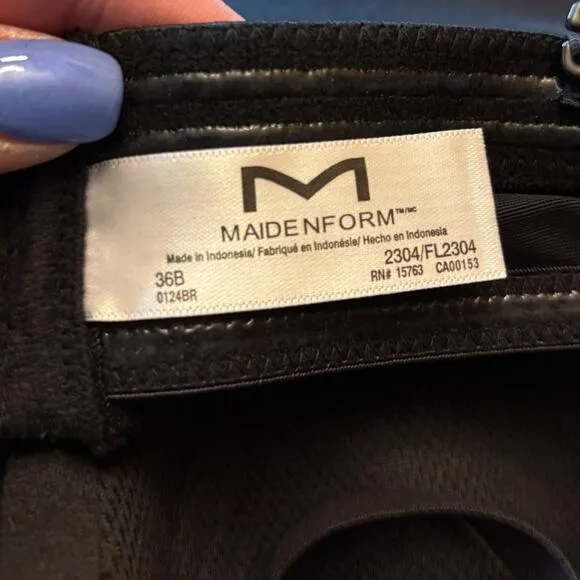 M
MAIDENFORM™/MC
Made in Indonesia/ Fabriqué en Indonésie/ Hecho en Indonesia
36B 2304/FL2304
0124BR RN# 15763 CA00153